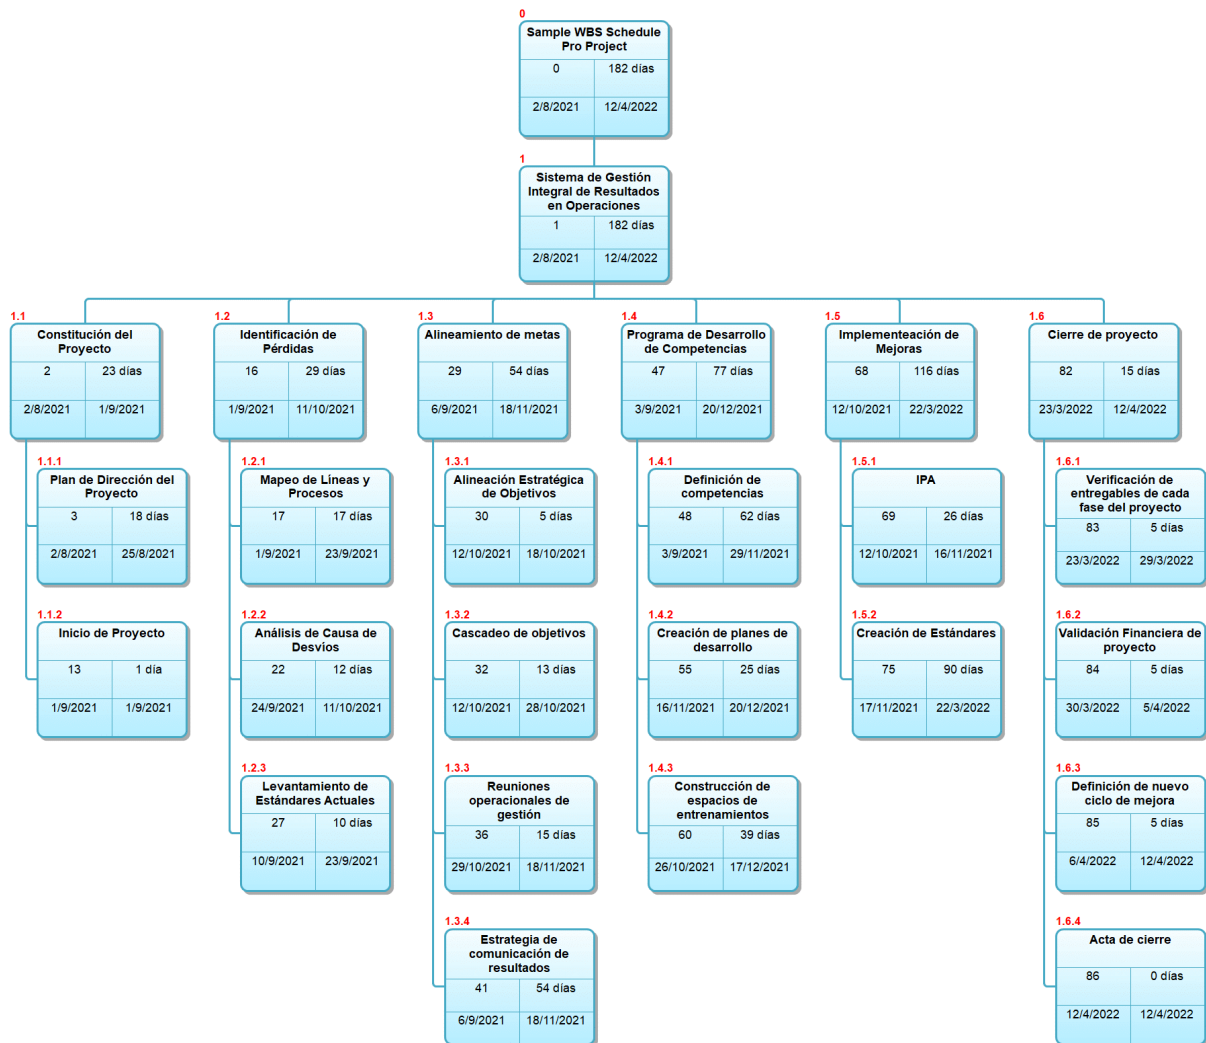 0
Sample WBS Schedule
Pro Project
0 182 días
2/8/2021 12/4/2022
1
Sistema de Gestión
Integral de Resultados
en Operaciones
1 182 días
2/8/2021 12/4/2022
1.1
Constitución del
Proyecto
2 23 días
2/8/2021 1/9/2021
1.1.1
Plan de Dirección del
Proyecto
3 18 días
2/8/2021 25/8/2021
1.1.2
Inicio de Proyecto
13 1 día
1/9/2021 1/9/2021
1.2
Identificación de
Pérdidas
16 29 días
1/9/2021 11/10/2021
1.2.1
Mapeo de Líneas y
Procesos
17 17 días
1/9/2021 23/9/2021
1.2.2
Análisis de Causa de
Desvíos
22 12 días
24/9/2021 11/10/2021
1.2.3
Levantamiento de
Estándares Actuales
27 10 días
10/9/2021 23/9/2021
1.3
Alineamiento de metas
29 54 días
6/9/2021 18/11/2021
1.3.1
Alineación Estratégica
de Objetivos
30 5 días
12/10/2021 18/10/2021
1.3.2
Cascadeo de objetivos
32 13 días
12/10/2021 28/10/2021
1.3.3
Reuniones
operacionales de
gestión
36 15 días
29/10/2021 18/11/2021
1.3.4
Estrategia de
comunicación de
resultados
41 54 días
6/9/2021 18/11/2021
1.4
Programa de Desarrollo
de Competencias
47 77 días
3/9/2021 20/12/2021
1.4.1
Definición de
competencias
48 62 días
3/9/2021 29/11/2021
1.4.2
Creación de planes de
desarrollo
55 25 días
16/11/2021 20/12/2021
1.4.3
Construcción de
espacios de
entrenamientos
60 39 días
26/10/2021 17/12/2021
1.5
Implementeación de
Mejoras
68 116 días
12/10/2021 22/3/2022
1.5.1
IPA
69 26 días
12/10/2021 16/11/2021
1.5.2
Creación de Estándares
75 90 días
17/11/2021 22/3/2022
1.6
Cierre de proyecto
82 15 días
23/3/2022 12/4/2022
1.6.1
Verificación de
entregables de cada
fase del proyecto
83 5 días
23/3/2022 29/3/2022
1.6.2
Validación Financiera de
proyecto
84 5 días
30/3/2022 5/4/2022
1.6.3
Definición de nuevo
ciclo de mejora
85 5 días
6/4/2022 12/4/2022
1.6.4
Acta de cierre
86 0 días
12/4/2022 12/4/2022